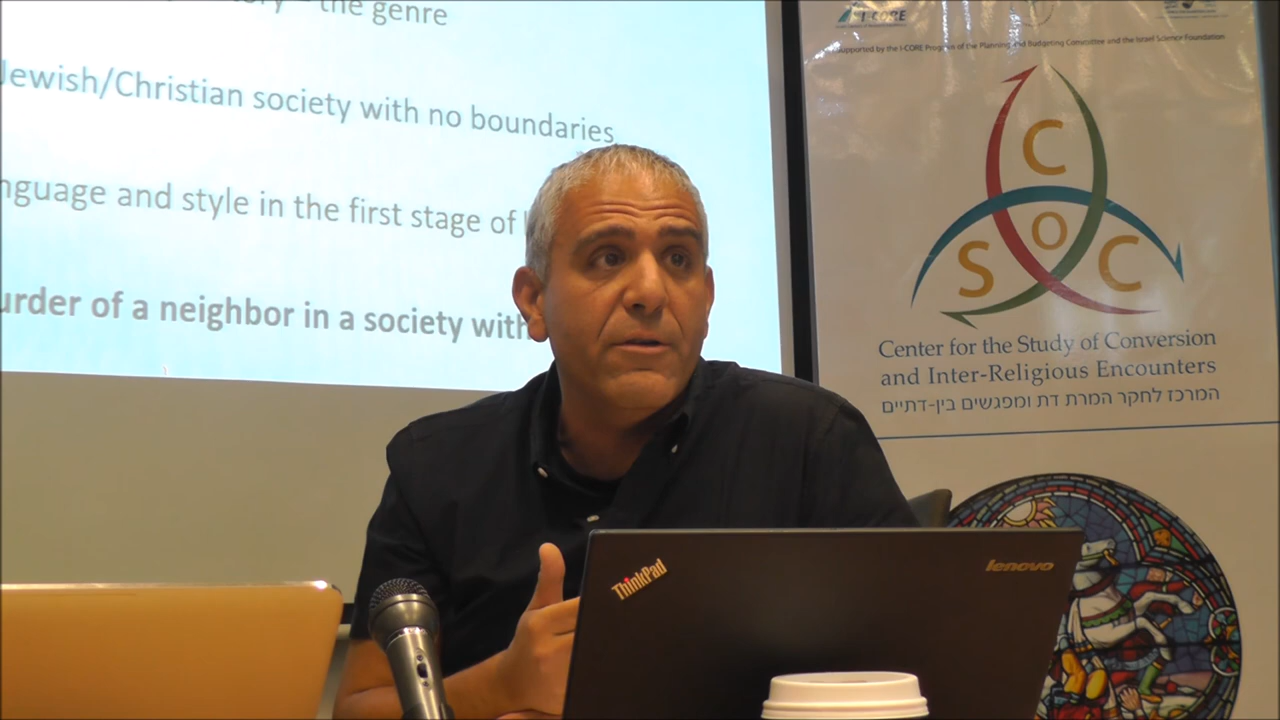 the genre
Jewish/Christian society with no boundaries
and style in the first stage of
of a neighbor in a society with
I-CORE
Supported by the I-CORE Program of the Planning and Budgeting Committee and the Israel Science Foundation
C
O
S C
Center for the Study of Conversion
and Inter-Religious Encounters
המרכז לחקר המרת דת ומפגשים בין-דתיים
ThinkPad
lenovo